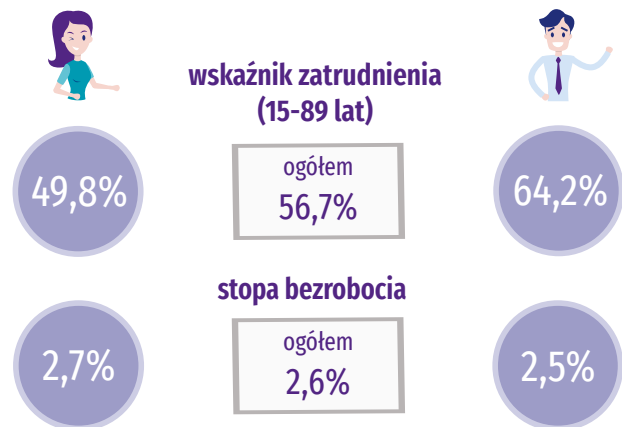 wskaźnik zatrudnienia
(15-89 lat)
49,8%
ogółem
56,7%
64,2%
stopa bezrobocia
2,7%
ogółem
2,6%
2,5%